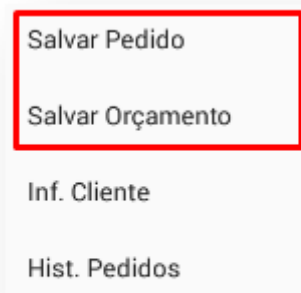 Salvar Pedido
Salvar Orçamento
Inf. Cliente
Hist. Pedidos